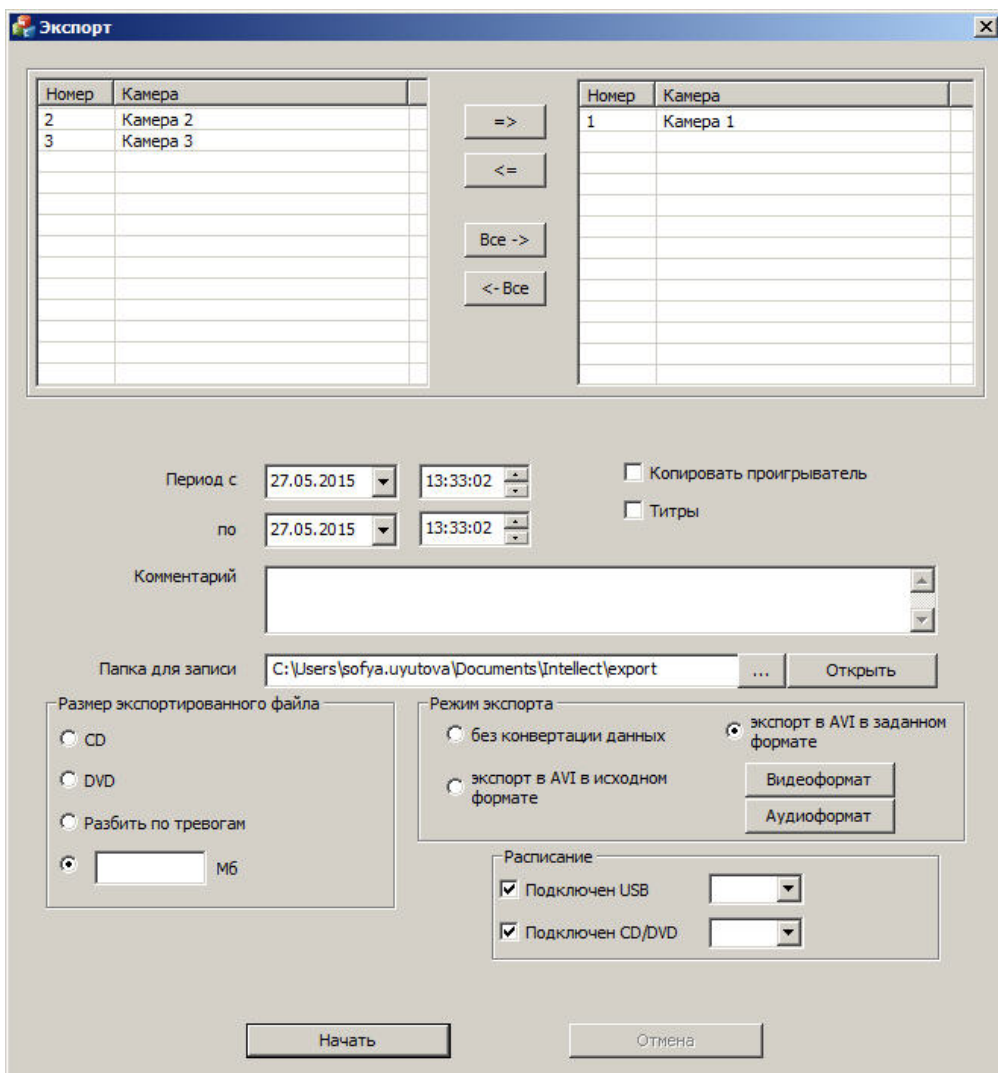 Экспорт
Номер Камера
2 Камера 2
3 Камера 3
=>
<=
Все ->
<- Все
Номер Камера
1 Камера 1
Период с 27.05.2015 13:33:02
по 27.05.2015 13:33:02
Копировать проигрыватель
Титры
Комментарий
Папка для записи C:\Users\sofya.uyutova\Documents\Intellect\export ... Открыть
Размер экспортированного файла
CD
DVD
Разбить по тревогам
Мб
Режим экспорта
без конвертации данных
экспорт в AVI в исходном
формате
экспорт в AVI в заданном
формате
Видеоформат
Аудиоформат
Расписание
Подключен USB
Подключен CD/DVD
Начать
Отмена